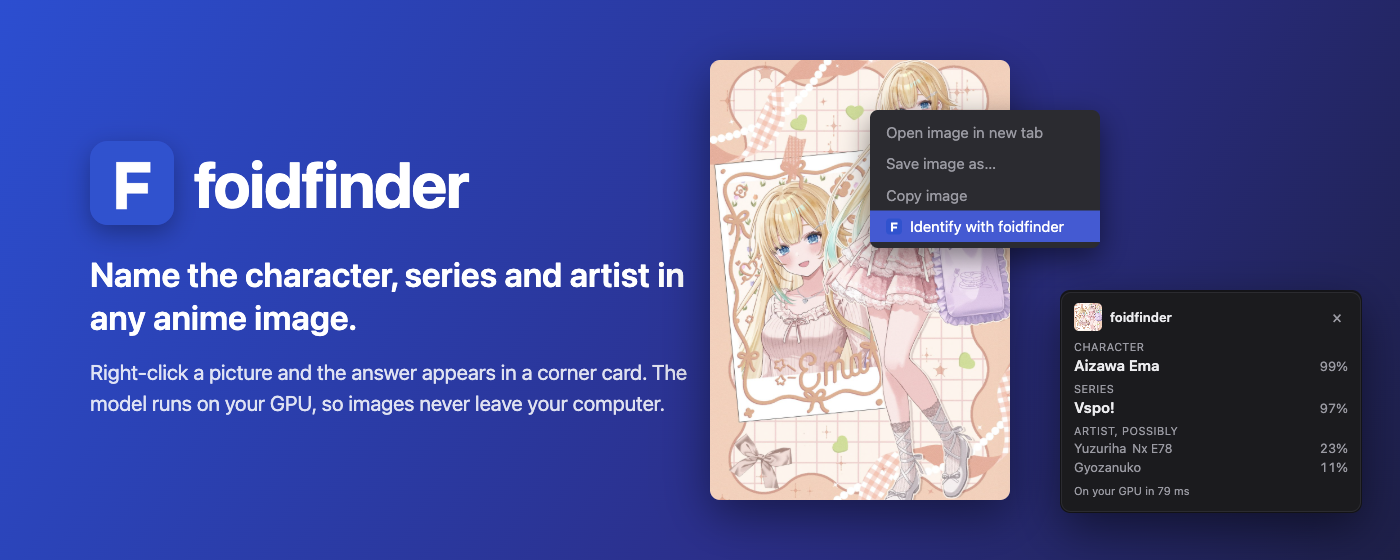 F foidfinder
Name the character, series and artist in
any anime image.
Right-click a picture and the answer appears in a corner card. The
model runs on your GPU, so images never leave your computer.
Ema
Open image in new tab
Save image as...
Copy image
F Identify with foidfinder
foidfinder ×
CHARACTER
Aizawa Ema 99%
SERIES
Vspo! 97%
ARTIST, POSSIBLY
Yuzuriha Nx E78 23%
Gyozanuko 11%
On your GPU in 79 ms